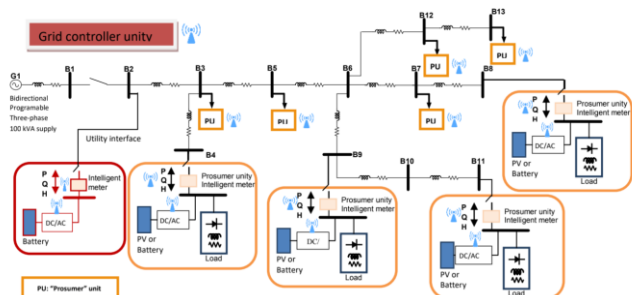 Grid controller unity
B12
B13
PU
G1
B1
B2
B3
B5
B6
B7
B8
PU
PU
PU
Bidirectional
Programable
Three-phase
100 kVA supply
Utility interface
B4
B9
B10
B11
P
Q
H
Prosumer unity
Intelligent meter
DC/AC
PV or
Battery
Load
P
Q
H
Intelligent
meter
DC/AC
Battery
P
Q
H
Prosumer unity
Intelligent meter
DC/AC
PV or
Battery
Load
P
Q
H
Prosumer unity
Intelligent meter
DC/
PV or
Battery
Load
P
Q
H
Prosumer unity
Intelligent meter
DC/AC
PV or
Battery
Load
PU: "Prosumer" unit